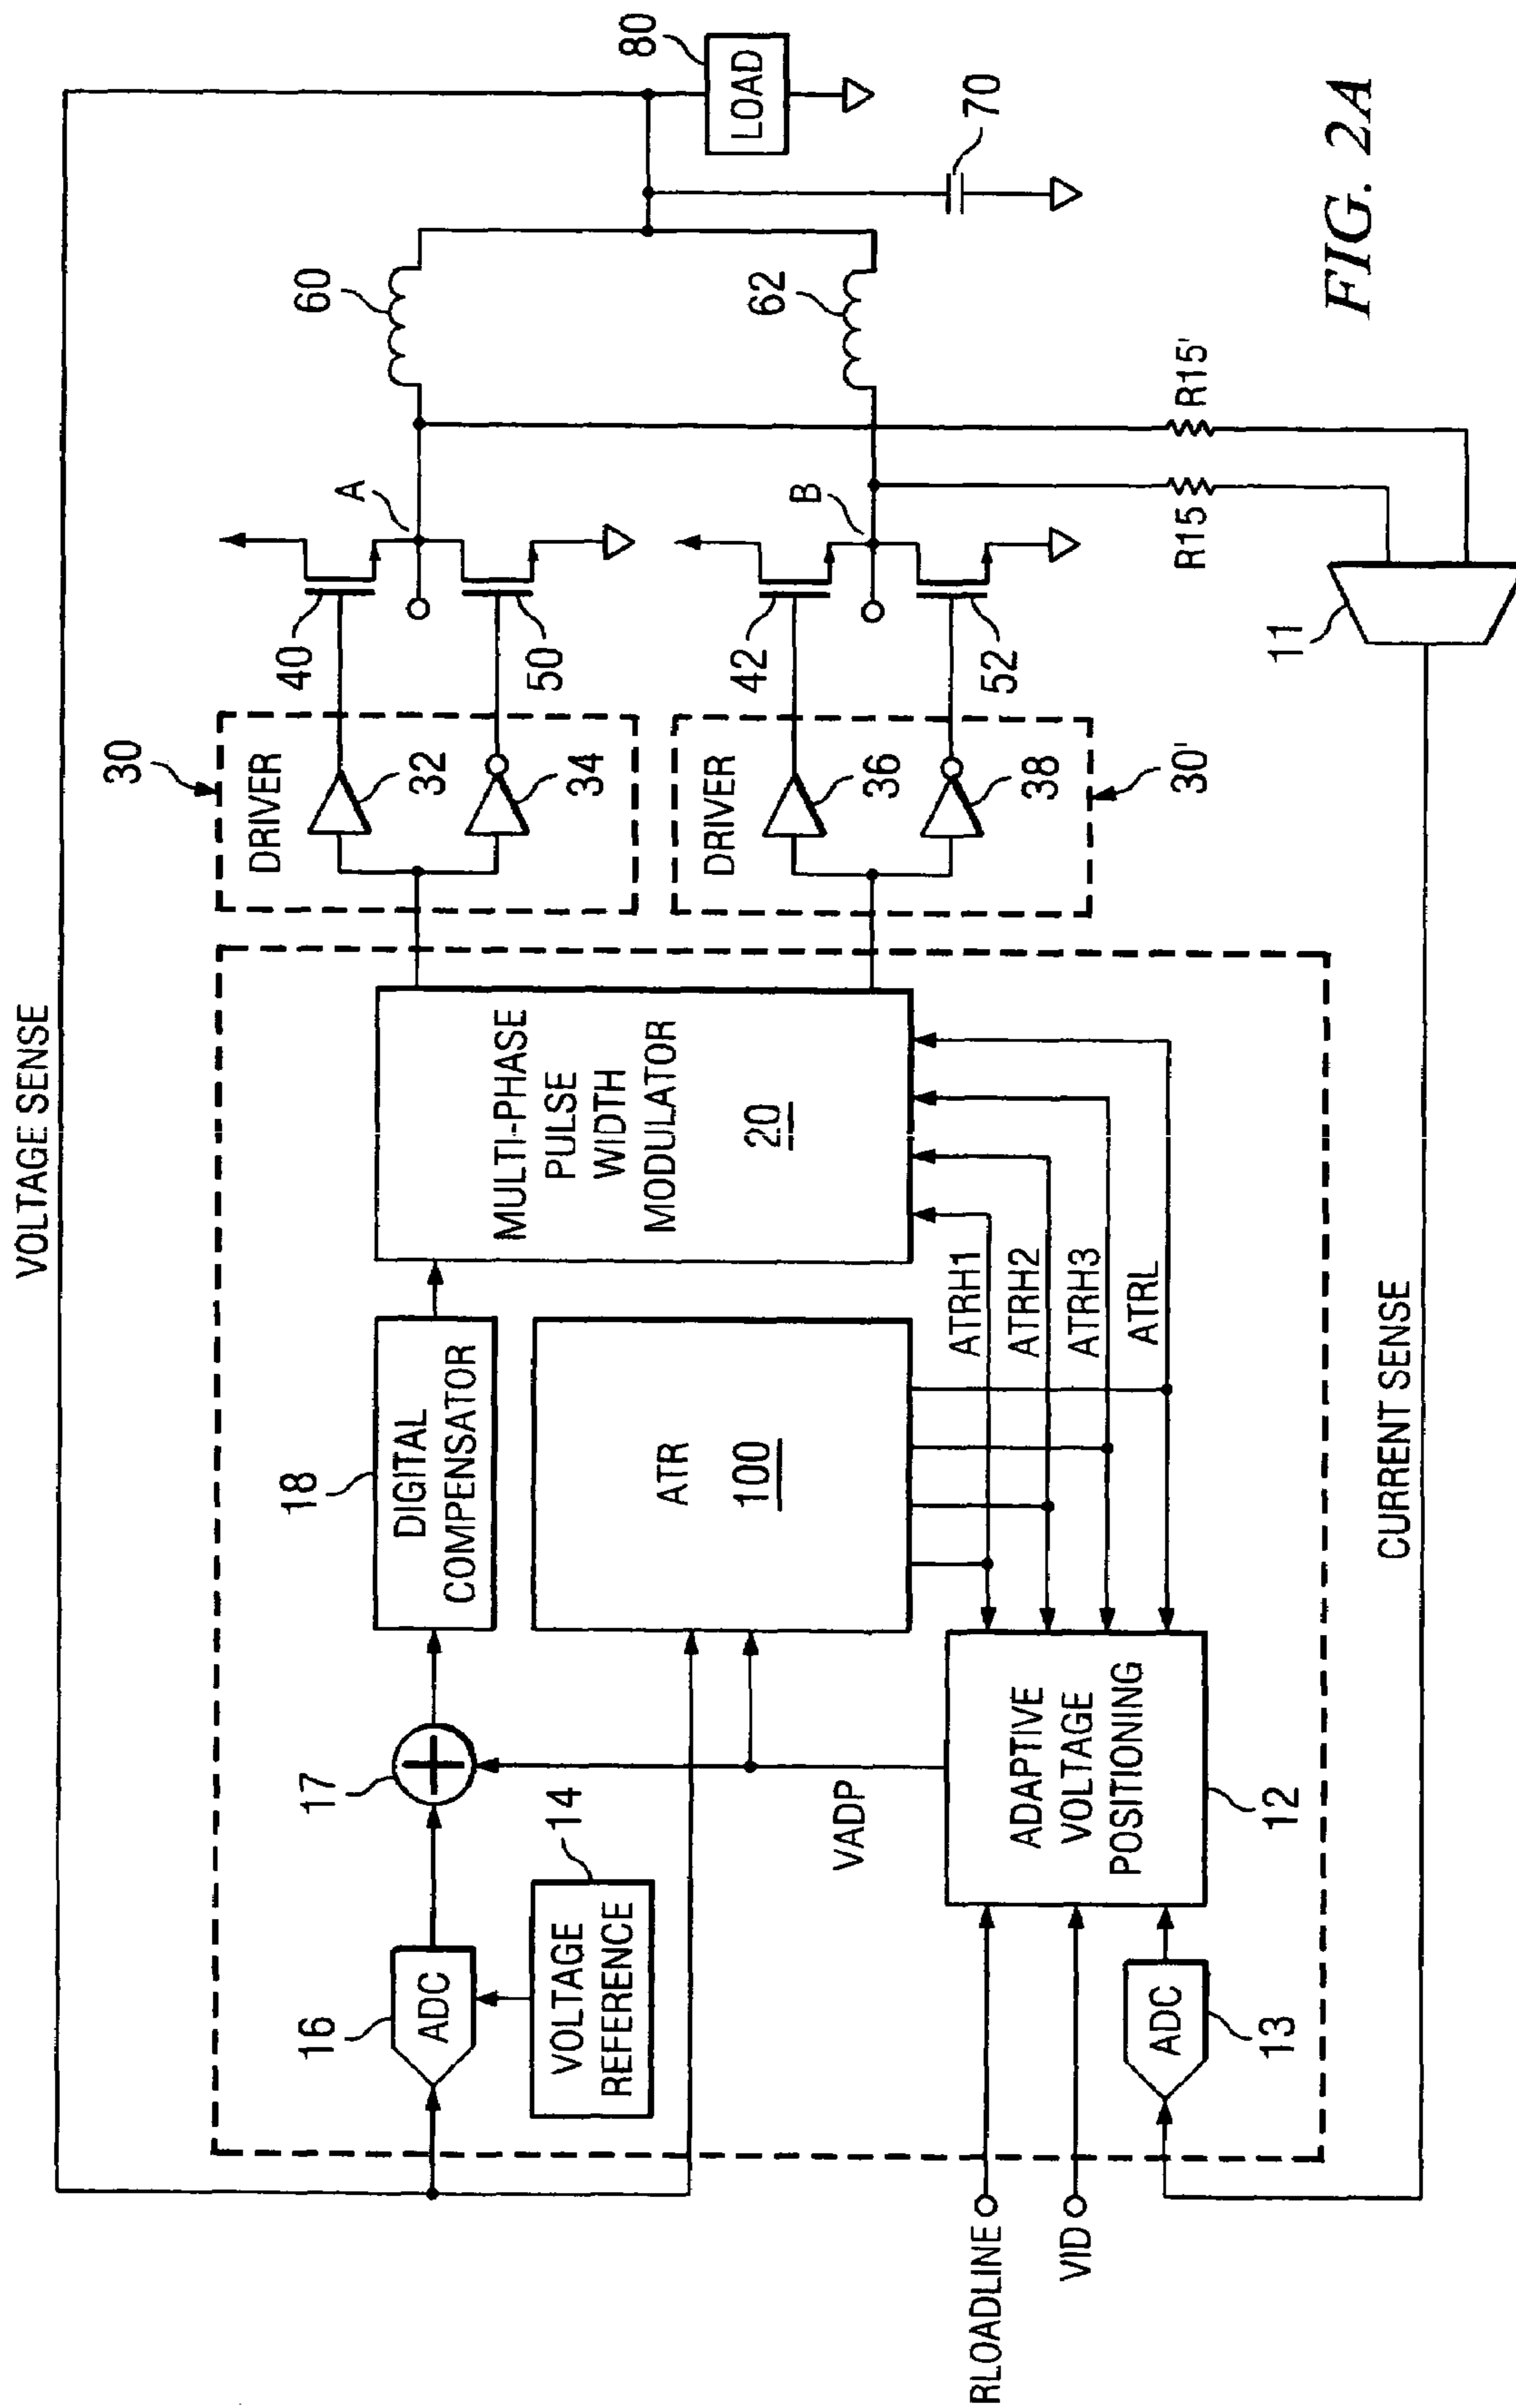 VOLTAGE SENSE
30
DRIVER
32
34
40
50
A
60
80
LOAD
70
62
B
42
52
DRIVER
36
38
30'
R15
R15'
11
18
DIGITAL
COMPENSATOR
MULTI-PHASE
PULSE
WIDTH
MODULATOR
20
ATR
100
ATRH1
ATRH2
ATRH3
ATRL
17
16
ADC
14
VOLTAGE
REFERENCE
VADP
ADAPTIVE
VOLTAGE
POSITIONING
12
ADC
13
RLOADLINE
VID
CURRENT SENSE
FIG. 2A